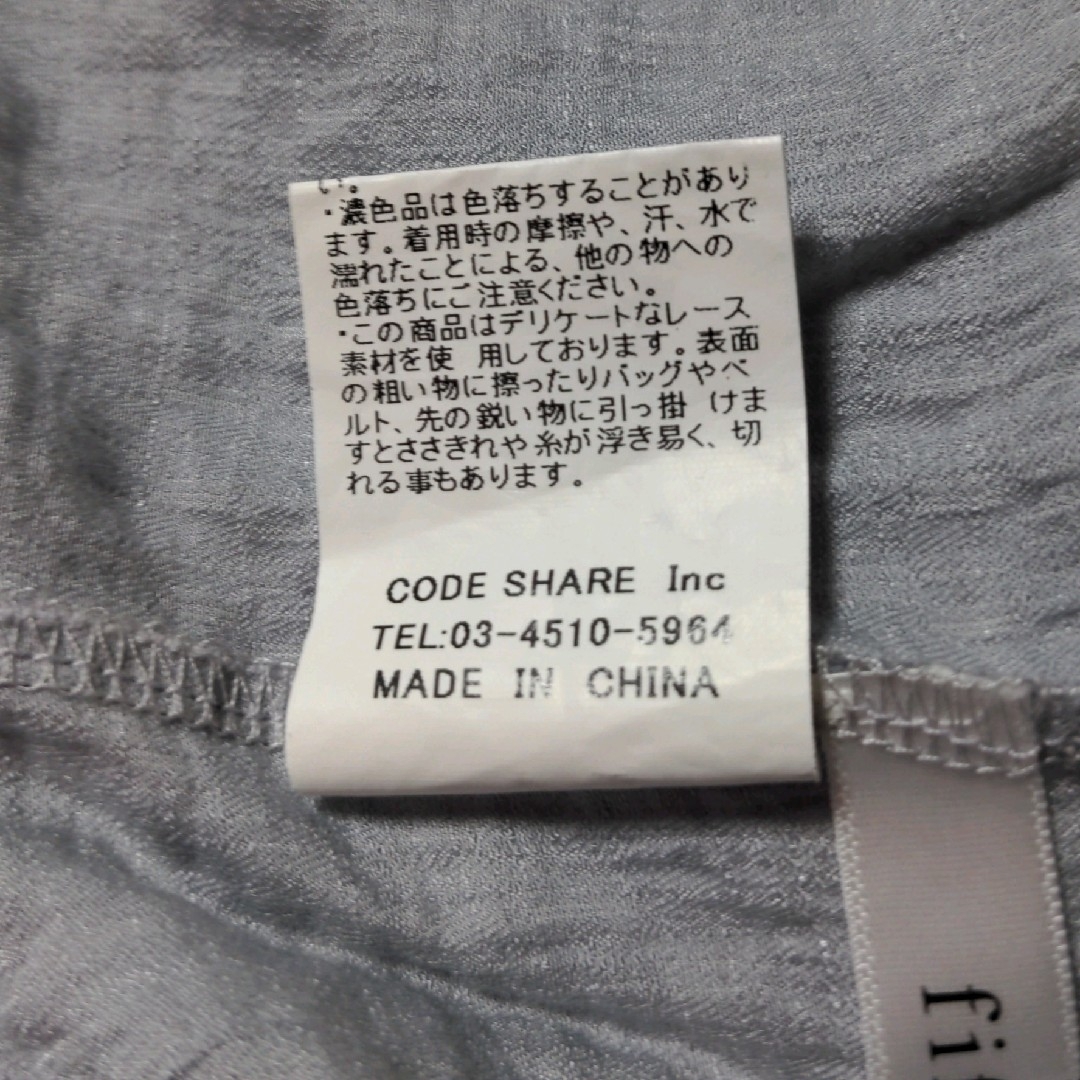 い。
・濃色品は色落ちすることがあり
ます。着用時の摩擦や、汗、水で
濡れたことによる、他の物への
色落ちにご注意ください。
・この商品はデリケートなレース
素材を使 用しております。表面
の粗い物に擦ったりバッグやベ
ルト、先の鋭い物に引っ掛 けま
すとささきれや糸が浮き易く、切
れる事もあります。
CODE SHARE Inc
TEL:03-4510-5964
MADE IN CHINA